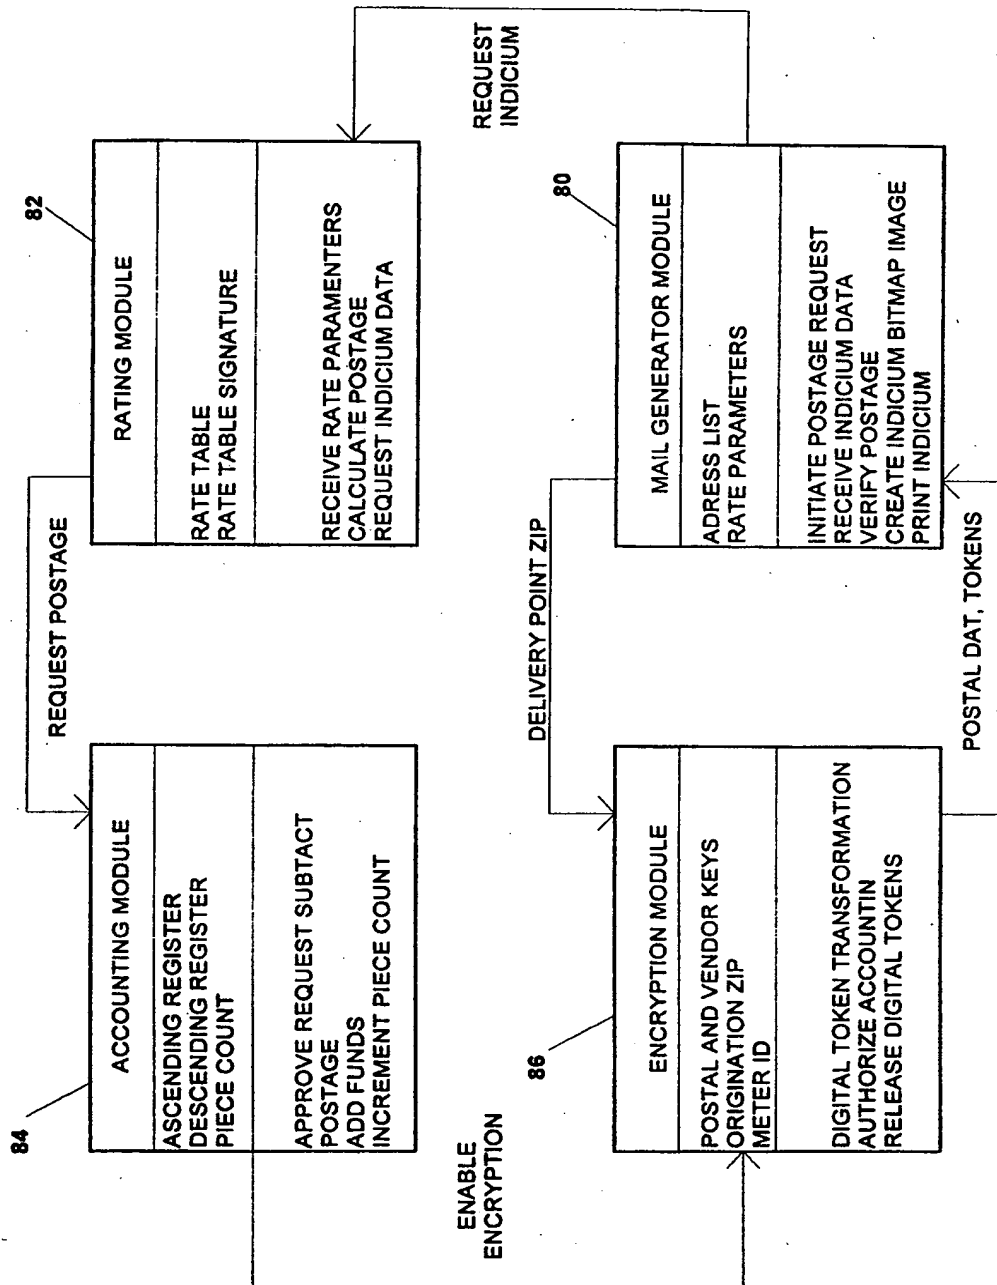 REQUEST POSTAGE
84
ACCOUNTING MODULE
ASCENDING REGISTER
DESCENDING REGISTER
PIECE COUNT
APPROVE REQUEST SUBTACT
POSTAGE
ADD FUNDS
INCREMENT PIECE COUNT
82
RATING MODULE
RATE TABLE
RATE TABLE SIGNATURE
RECEIVE RATE PARAMENTERS
CALCULATE POSTAGE
REQUEST INDICIUM DATA
ENABLE
ENCRYPTION
REQUEST
INDICIUM
DELIVERY POINT ZIP
86
ENCRYPTION MODULE
POSTAL AND VENDOR KEYS
ORIGINATION ZIP
METER ID
DIGITAL TOKEN TRANSFORMATION
AUTHORIZE ACCOUNTIN
RELEASE DIGITAL TOKENS
80
MAIL GENERATOR MODULE
ADRESS LIST
RATE PARAMETERS
INITIATE POSTAGE REQUEST
RECEIVE INDICIUM DATA
VERIFY POSTAGE
CREATE INDICIUM BITMAP IMAGE
PRINT INDICIUM
POSTAL DAT, TOKENS